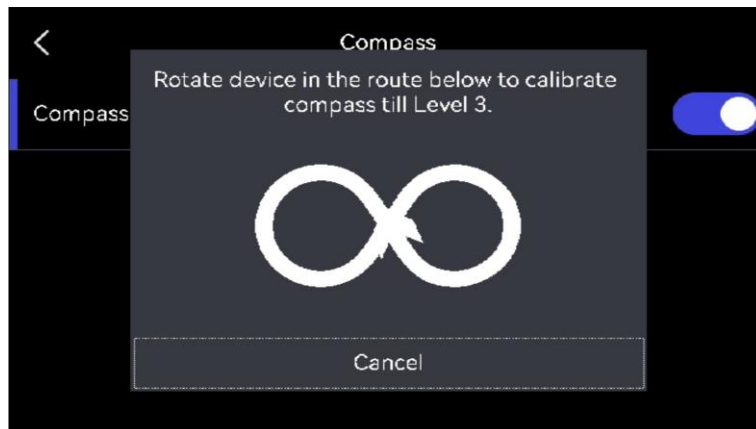 Compass
Rotate device in the route below to calibrate
compass till Level 3.
Compass
Cancel